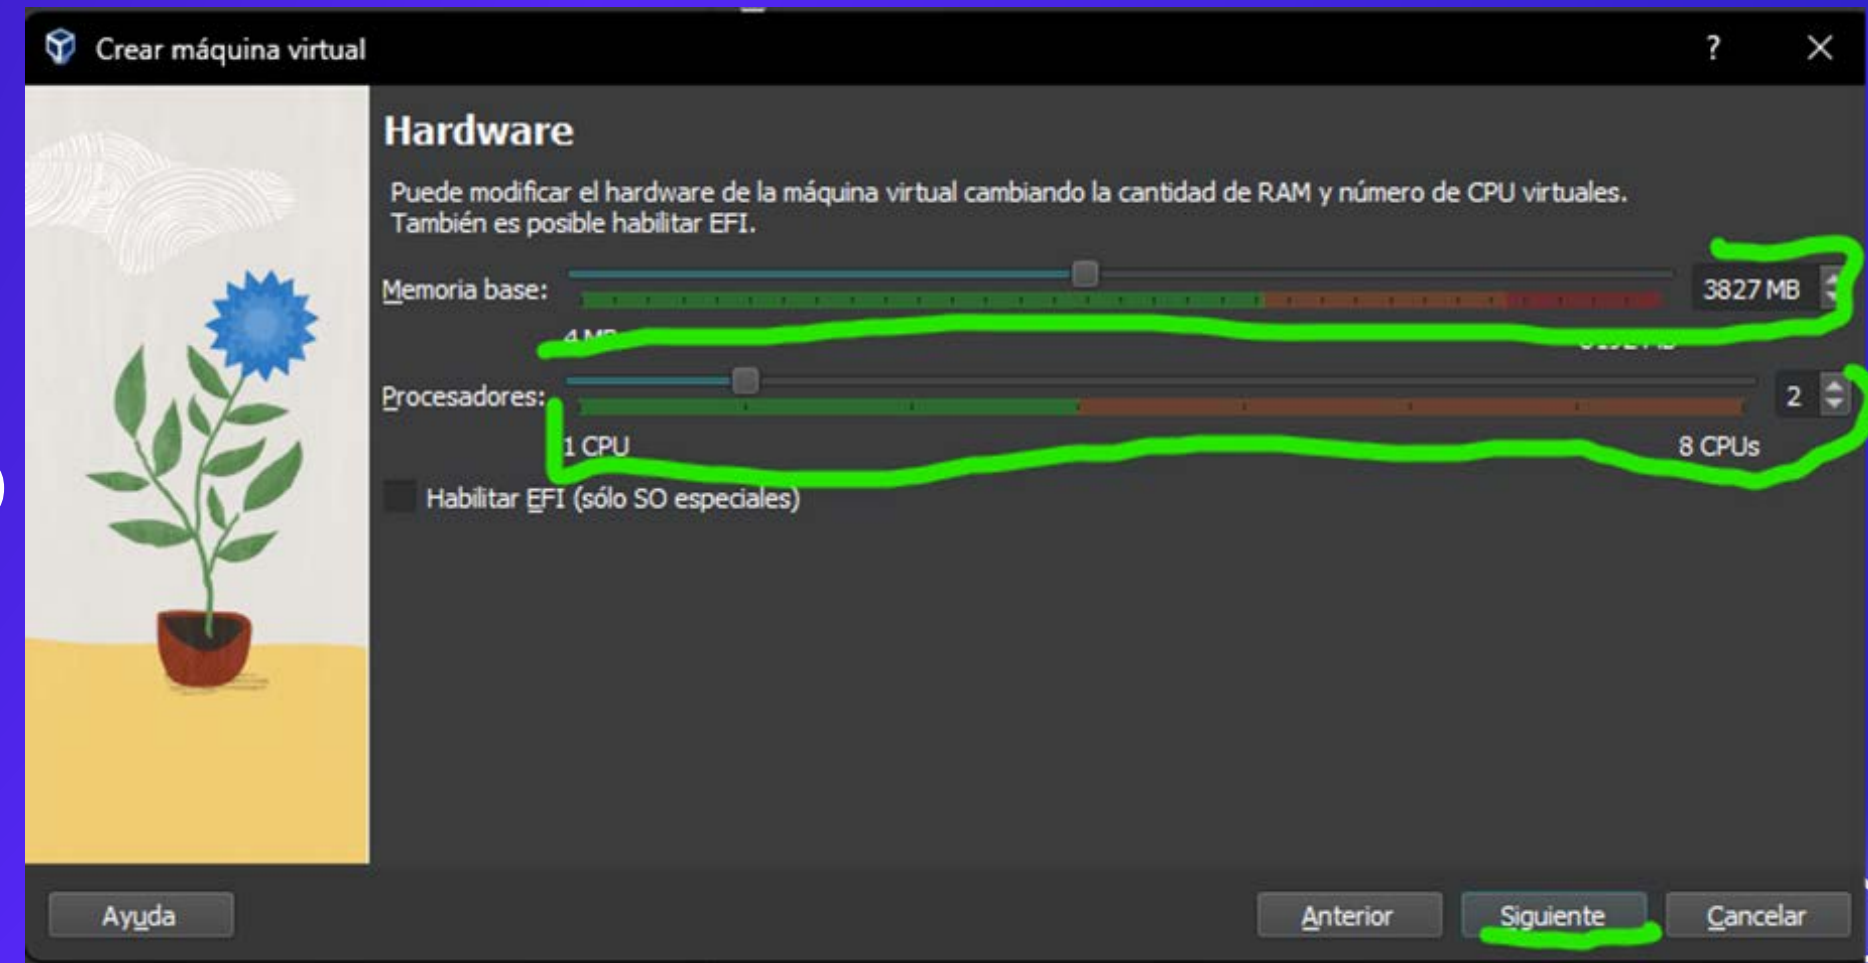 Crear máquina virtual
?
Hardware
Puede modificar el hardware de la máquina virtual cambiando la cantidad de RAM y número de CPU virtuales.
También es posible habilitar EFI.
Memoria base:
3827 MB
4 MB
Procesadores:
2
1 CPU
8 CPUs
Habilitar EFI (sólo SO especiales)
Ayuda
Anterior
Siguiente
Cancelar